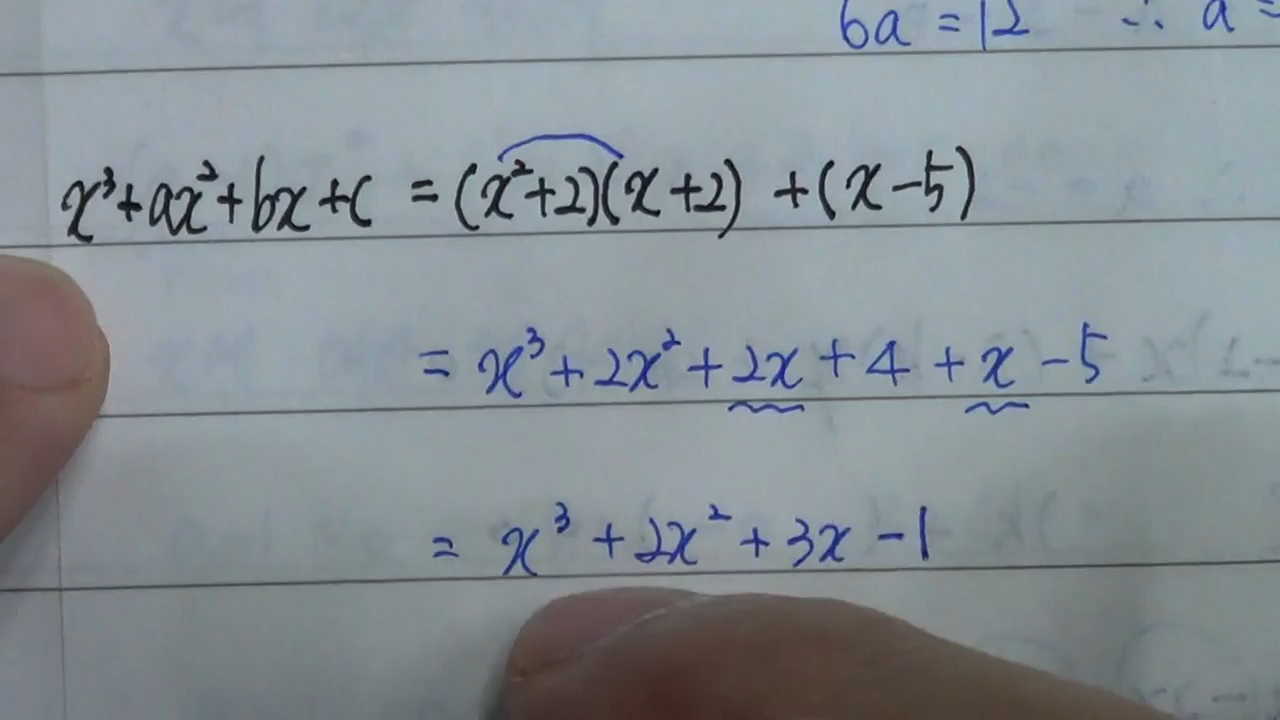 6a = 12 ∴ a =
x³+ax²+bx+c = (x²+2)(x+2) +(x-5)
= x³+2x²+2x+4+x-5
= x³+2x²+3x-1